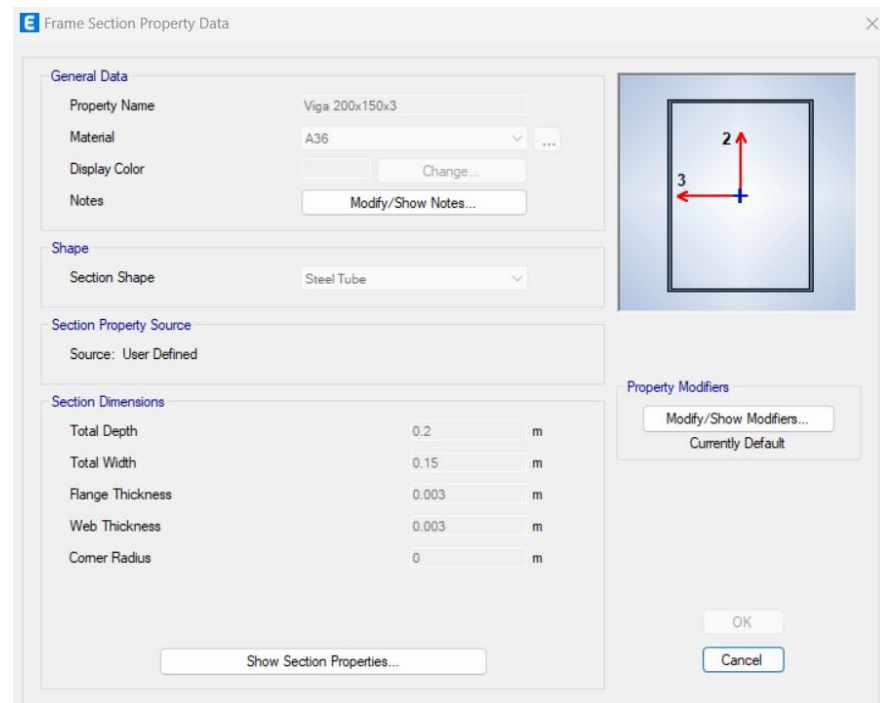 E Frame Section Property Data
General Data
Property Name Viga 200x150x3
Material A36 ...
Display Color Change...
Notes Modify/Show Notes...
Shape
Section Shape Steel Tube
Section Property Source
Source: User Defined
Section Dimensions
Total Depth 0.2 m
Total Width 0.15 m
Flange Thickness 0.003 m
Web Thickness 0.003 m
Corner Radius 0 m
Show Section Properties...
2
3
Property Modifiers
Modify/Show Modifiers...
Currently Default
OK
Cancel